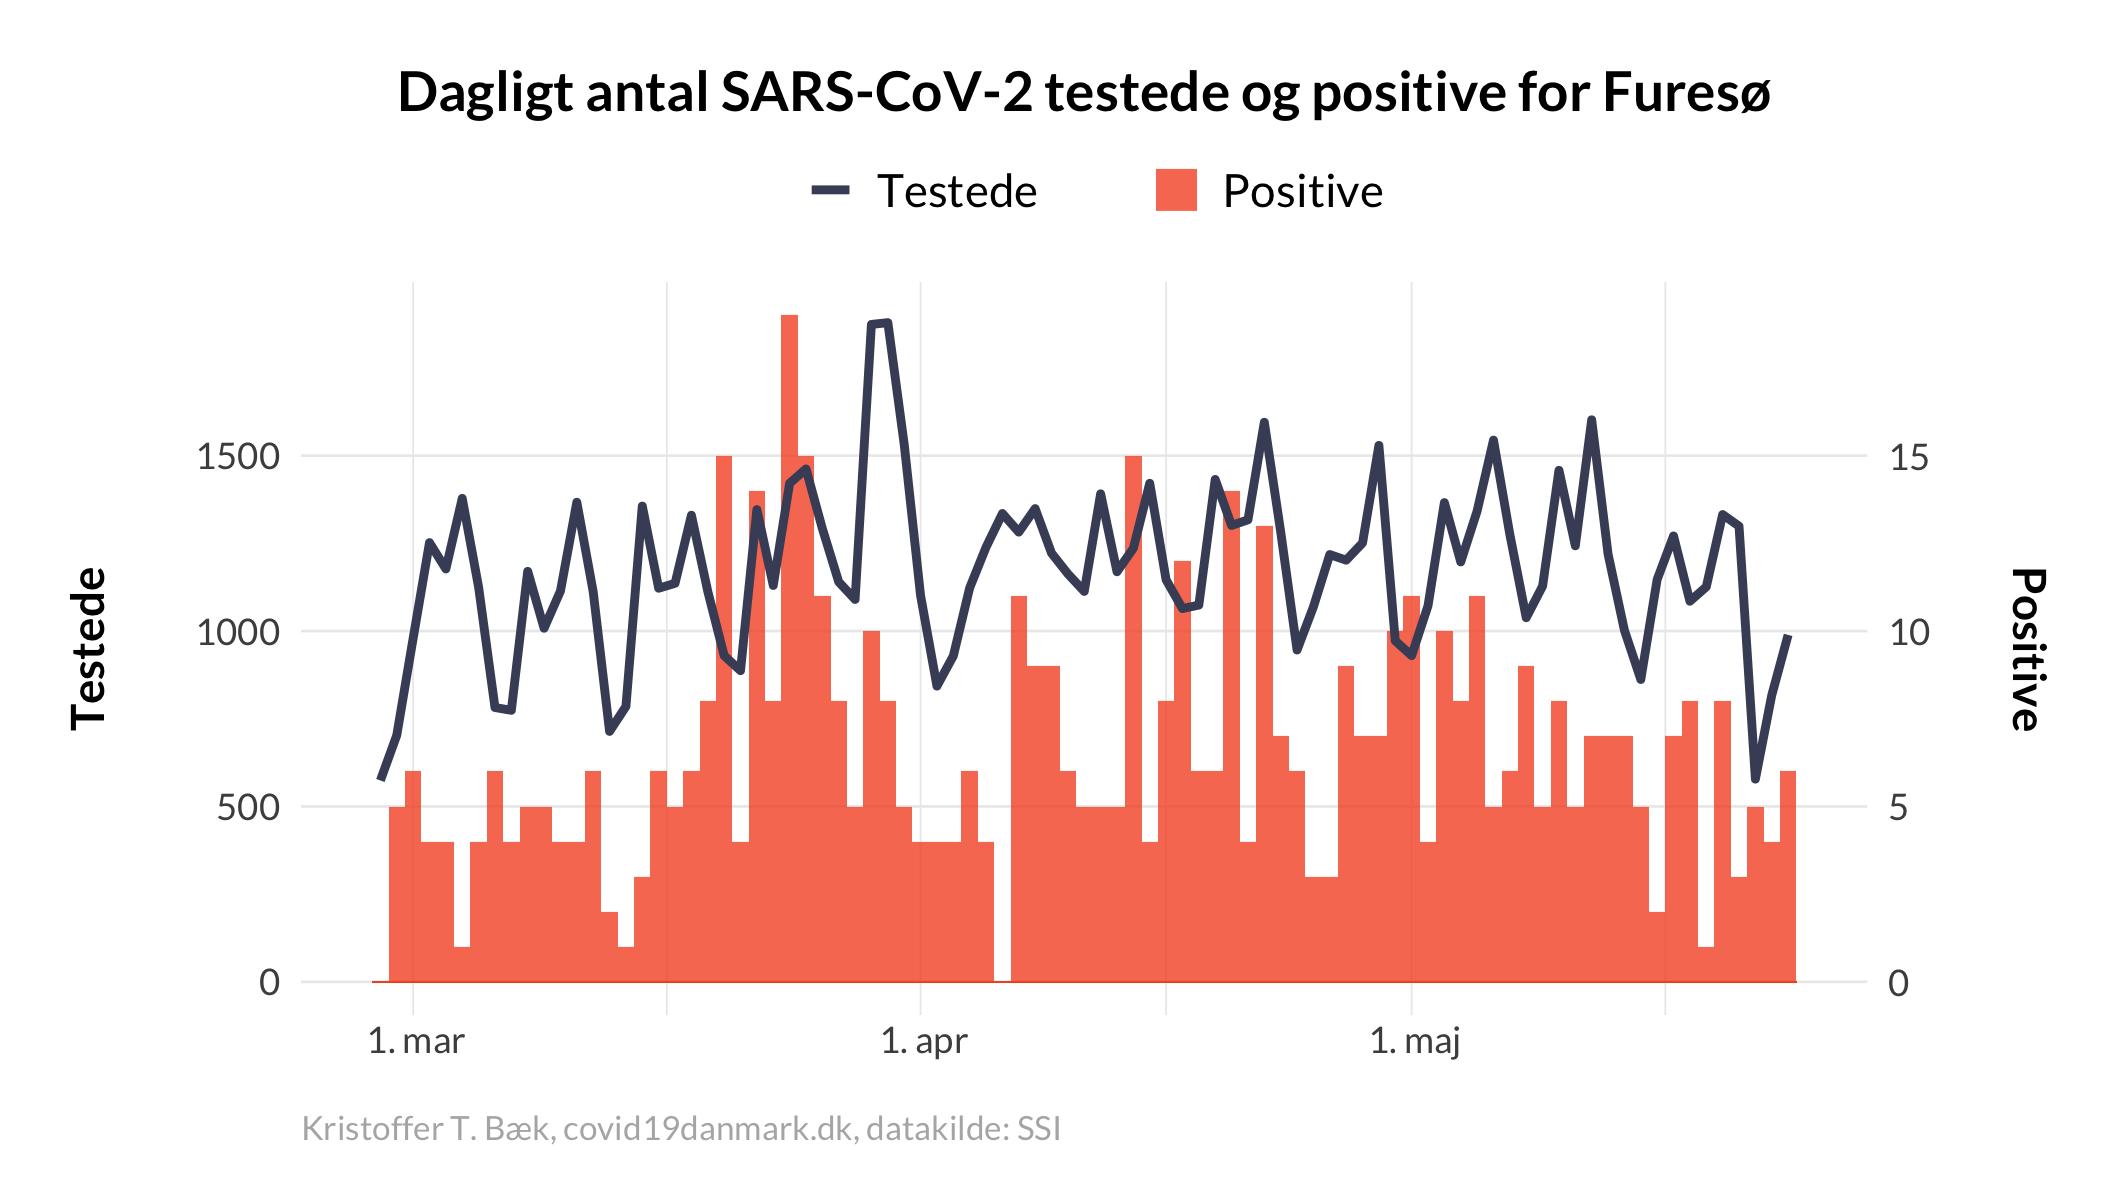 Dagligt antal SARS-CoV-2 testede og positive for Furesø
Testede
Positive
1500
1000
500
0
Testede
15
10
5
0
Positive
1. mar
1. apr
1. maj
Kristoffer T. Bæk, covid19danmark.dk, datakilde: SSI